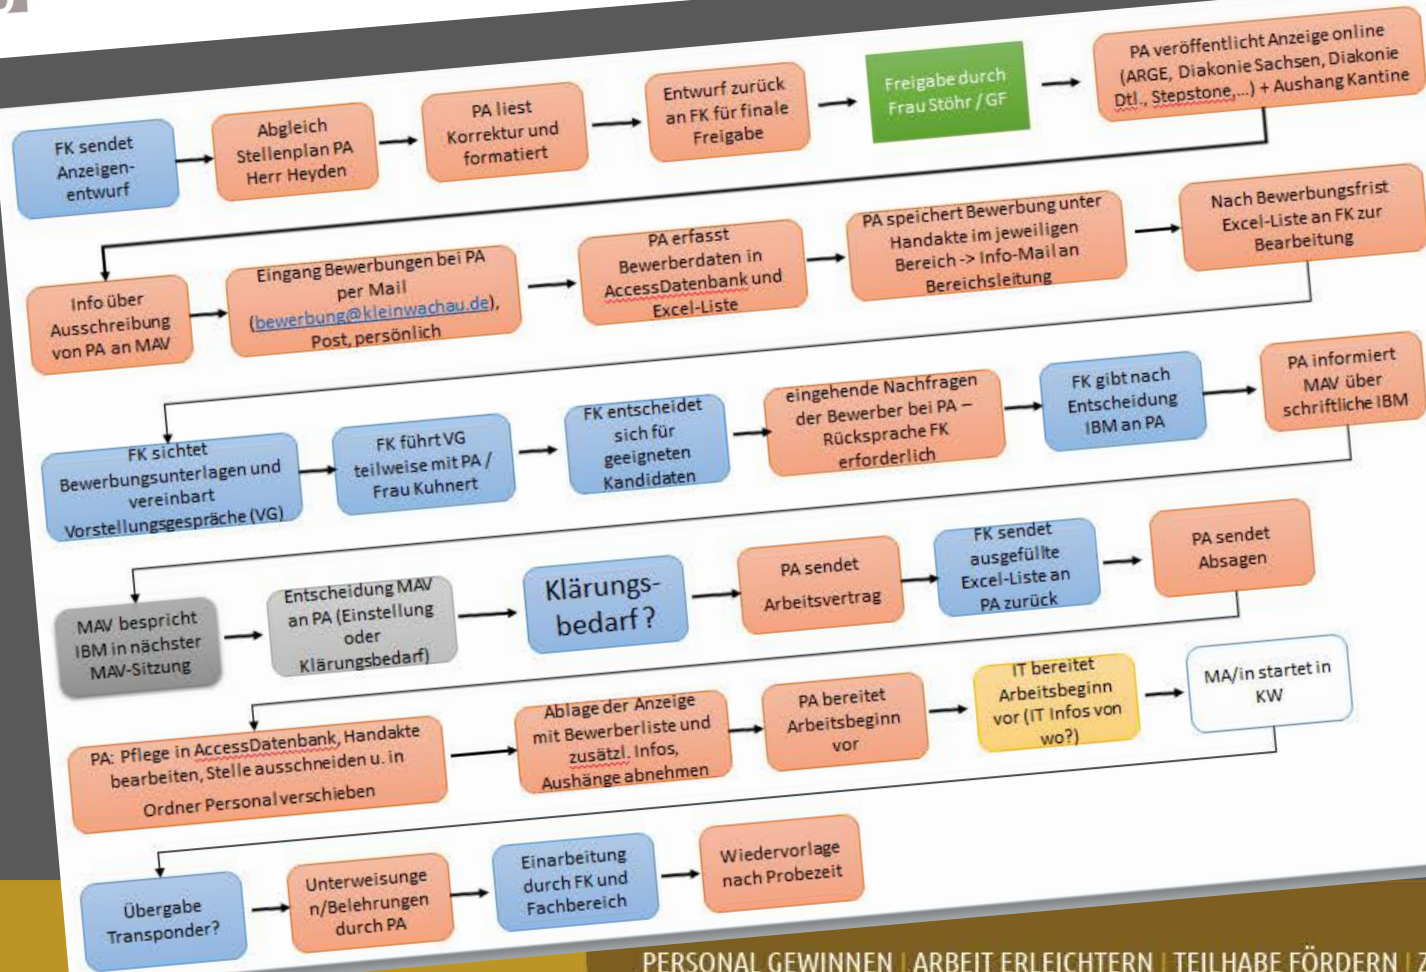 FK sendet
Anzeigen-
entwurf
Abgleich
Stellenplan PA
Herr Heyden
PA liest
Korrektur und
formatiert
Entwurf zurück
an FK für finale
Freigabe
Freigabe durch
Frau Stöhr / GF
PA veröffentlicht Anzeige online
(ARGE, Diakonie Sachsen, Diakonie
Dtl., Stepstone,...) + Aushang Kantine
Info über
Ausschreibung
von PA an MAV
Eingang Bewerbungen bei PA
per Mail
(bewerbung@kleinwachau.de),
Post, persönlich
PA erfasst
Bewerberdaten in
AccessDatenbank und
Excel-Liste
PA speichert Bewerbung unter
Handakte im jeweiligen
Bereich -> Info-Mail an
Bereichsleitung
Nach Bewerbungsfrist
Excel-Liste an FK zur
Bearbeitung
FK sichtet
Bewerbungsunterlagen und
vereinbart
Vorstellungsgespräche (VG)
FK führt VG
teilweise mit PA /
Frau Kuhnert
FK entscheidet
sich für
geeigneten
Kandidaten
eingehende Nachfragen
der Bewerber bei PA –
Rücksprache FK
erforderlich
FK gibt nach
Entscheidung
IBM an PA
PA informiert
MAV über
schriftliche IBM
MAV bespricht
IBM in nächster
MAV-Sitzung
Entscheidung MAV
an PA (Einstellung
oder
Klärungsbedarf)
Klärungs-
bedarf?
PA sendet
Arbeitsvertrag
FK sendet
ausgefüllte
Excel-Liste an
PA zurück
PA sendet
Absagen
PA: Pflege in AccessDatenbank, Handakte
bearbeiten, Stelle ausschneiden u. in
Ordner Personal verschieben
Ablage der Anzeige
mit Bewerberliste und
zusätzl. Infos,
Aushänge abnehmen
PA bereitet
Arbeitsbeginn
vor
IT bereitet
Arbeitsbeginn
vor (IT Infos von
wo?)
MA/in startet in
KW
Übergabe
Transponder?
Unterweisunge
n/Belehrungen
durch PA
Einarbeitung
durch FK und
Fachbereich
Wiedervorlage
nach Probezeit
PERSONAL GEWINNEN | ARBEIT ERLEICHTERN | TEILHABE FÖRDERN |